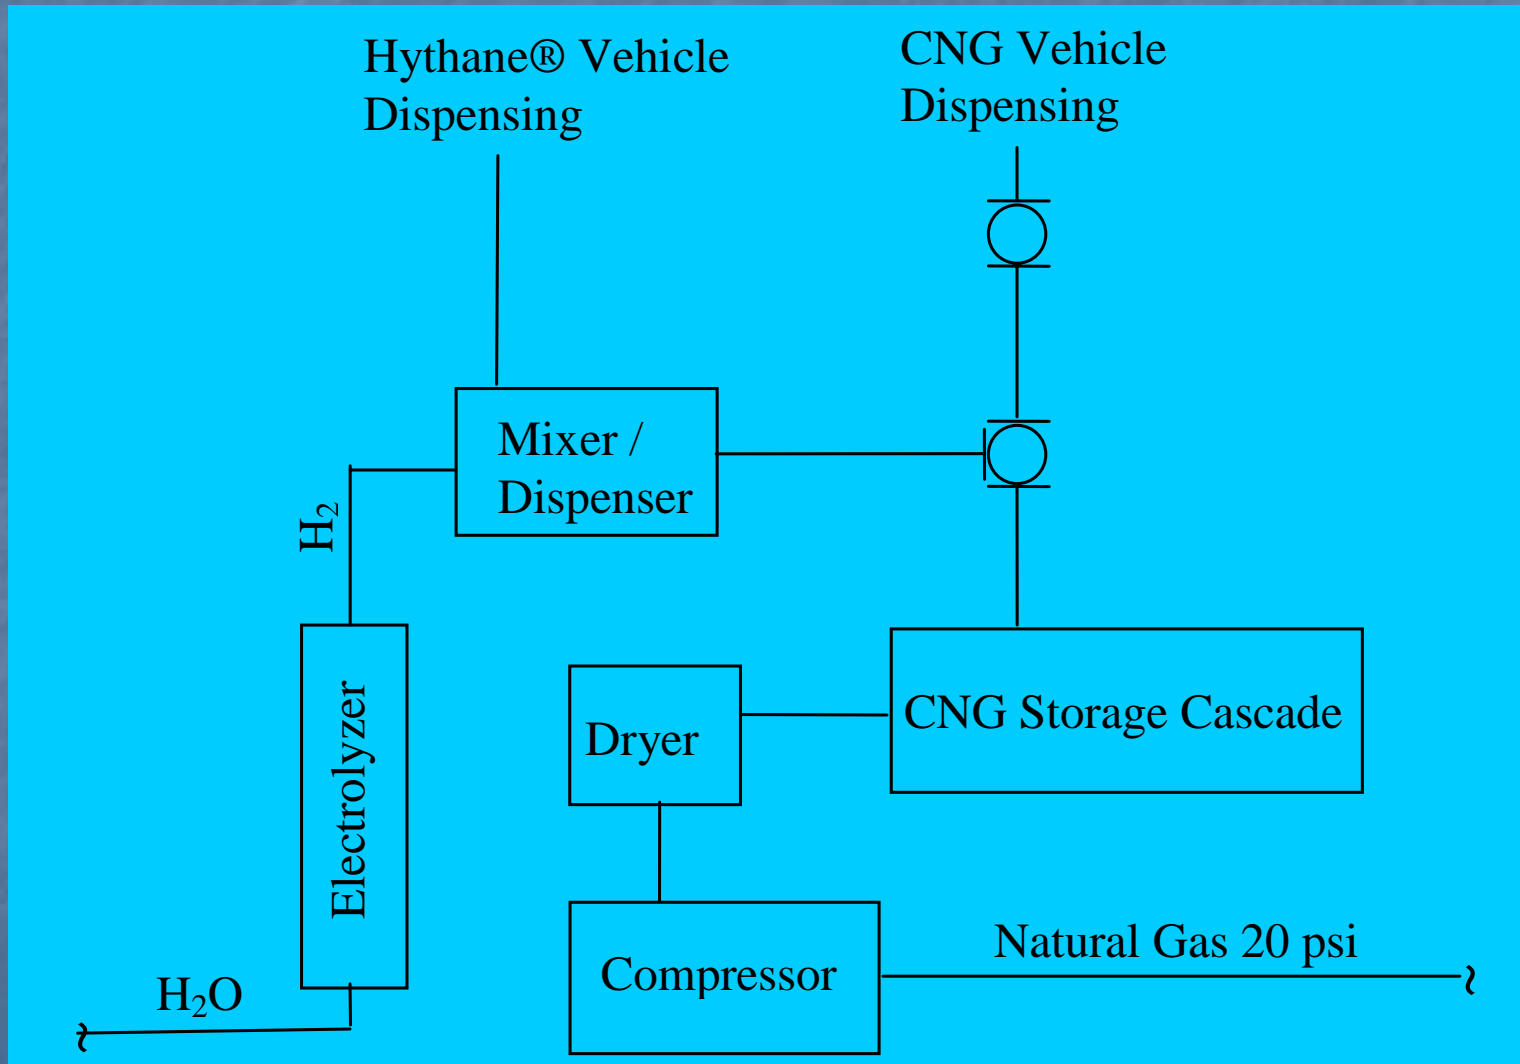 Hythane® Vehicle
Dispensing
CNG Vehicle
Dispensing
Mixer /
Dispenser
H₂
Electrolyzer
Dryer
CNG Storage Cascade
Compressor
Natural Gas 20 psi
H₂O